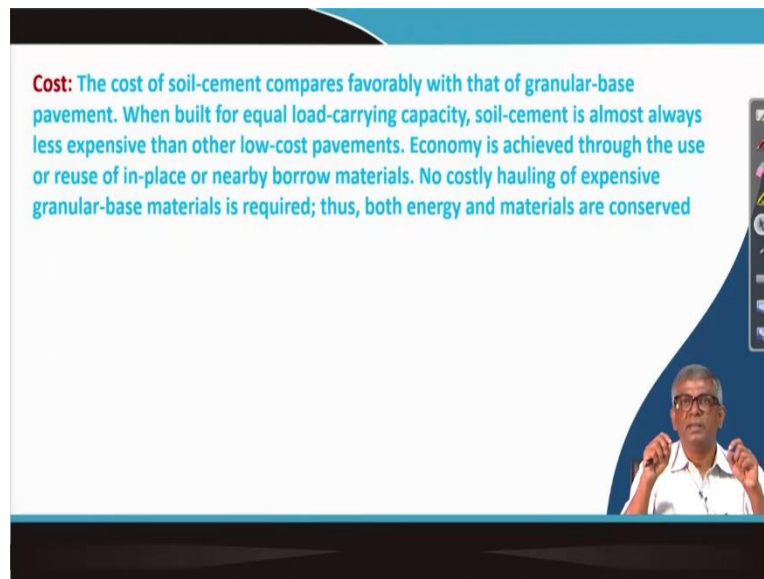 Cost: The cost of soil-cement compares favorably with that of granular-base
pavement. When built for equal load-carrying capacity, soil-cement is almost always
less expensive than other low-cost pavements. Economy is achieved through the use
or reuse of in-place or nearby borrow materials. No costly hauling of expensive
granular-base materials is required; thus, both energy and materials are conserved